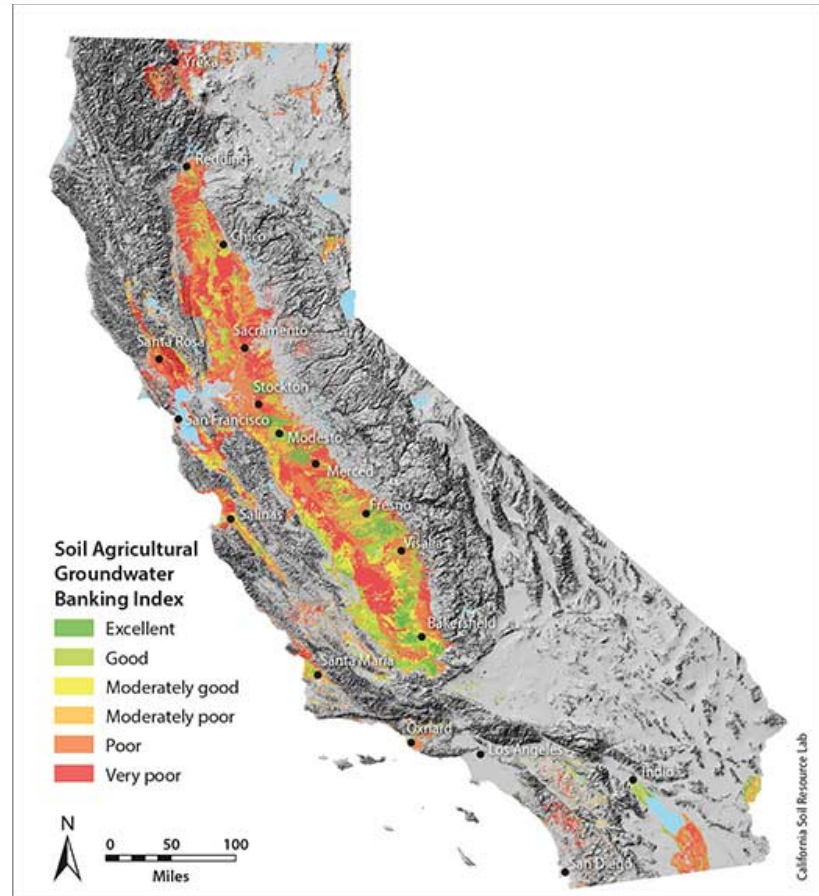 Yreka
Redding
Chico
Sacramento
Santa Rosa
Stockton
San Francisco
Modesto
Merced
Fresno
Salinas
Visalia
Soil Agricultural
Groundwater
Banking Index
Excellent
Good
Moderately good
Moderately poor
Poor
Very poor
Bakersfield
Santa Maria
Oxnard
Los Angeles
Indio
San Diego
N
0 50 100
Miles
California Soil Resource Lab